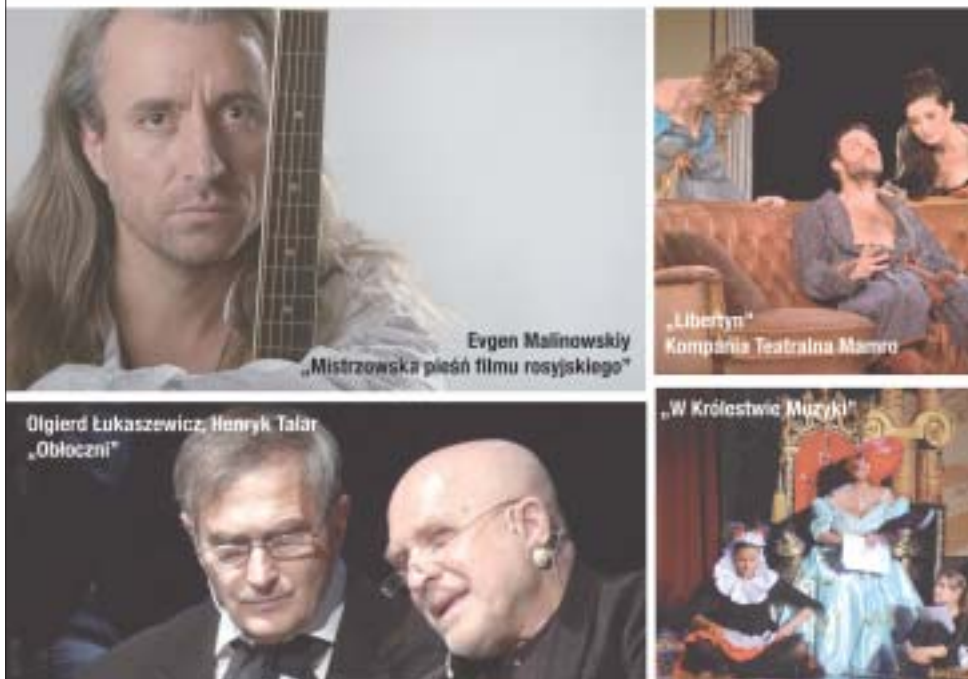 Evgen Malinowskiy
„Mistrzowska pieśń filmu rosyjskiego”
„Libertyn”
Kompania Teatralna Mamro
Olgierd Łukaszewicz, Henryk Talar
„Obłoczni”
„W Królestwie Muzyki”